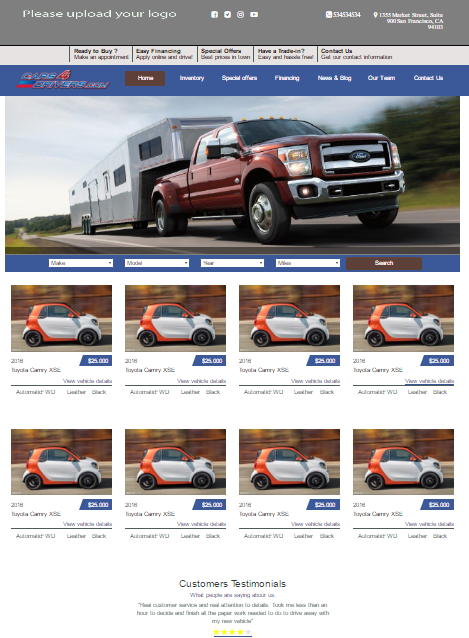 Please upload your logo
534534534
1355 Market Street, Suite
900San Francisco, CA
94103
Ready to Buy ?
Make an appointment
Easy Financing
Apply online and drive!
Special Offers
Best prices in town
Have a Trade-in?
Easy and hassle free!
Contact Us
Get our contact information
CARS 4
DRIVERS.COM
Home Inventory Special offers Financing News & Blog Our Team Contact Us
Make Model Year Miles Search
$25.000 $25.000 $25.000 $25.000
2016 2016 2016 2016
Toyota Camry XSE Toyota Camry XSE Toyota Camry XSE Toyota Camry XSE
View vehicle details View vehicle details View vehicle details View vehicle details
Automatic WD Leather Black Automatic WD Leather Black Automatic WD Leather Black Automatic WD Leather Black
$25.000 $25.000 $25.000 $25.000
2016 2016 2016 2016
Toyota Camry XSE Toyota Camry XSE Toyota Camry XSE Toyota Camry XSE
View vehicle details View vehicle details View vehicle details View vehicle details
Automatic WD Leather Black Automatic WD Leather Black Automatic WD Leather Black Automatic WD Leather Black
Customers Testimonials
What people are saying about us.
"Real customer service and real attention to details. Took me less than an
hour to decide and finish all the paper work needed to do to drive away with
my new vehicle"